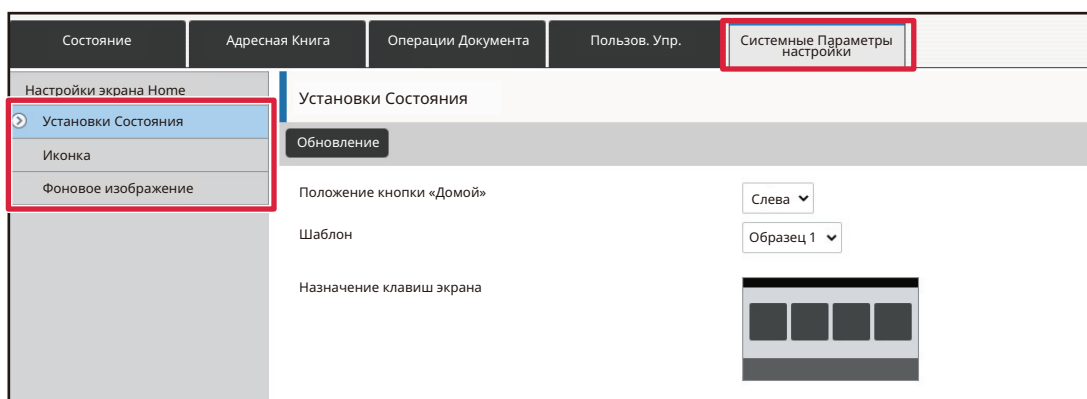 Состояние
Адресная Книга
Операции Документа
Пользов. Упр.
Системные Параметры
настройки
Настройки экрана Home
Установки Состояния
Иконка
Фоновое изображение
Установки Состояния
Обновление
Положение кнопки «Домой»
Слева
Шаблон
Образец 1
Назначение клавиш экрана